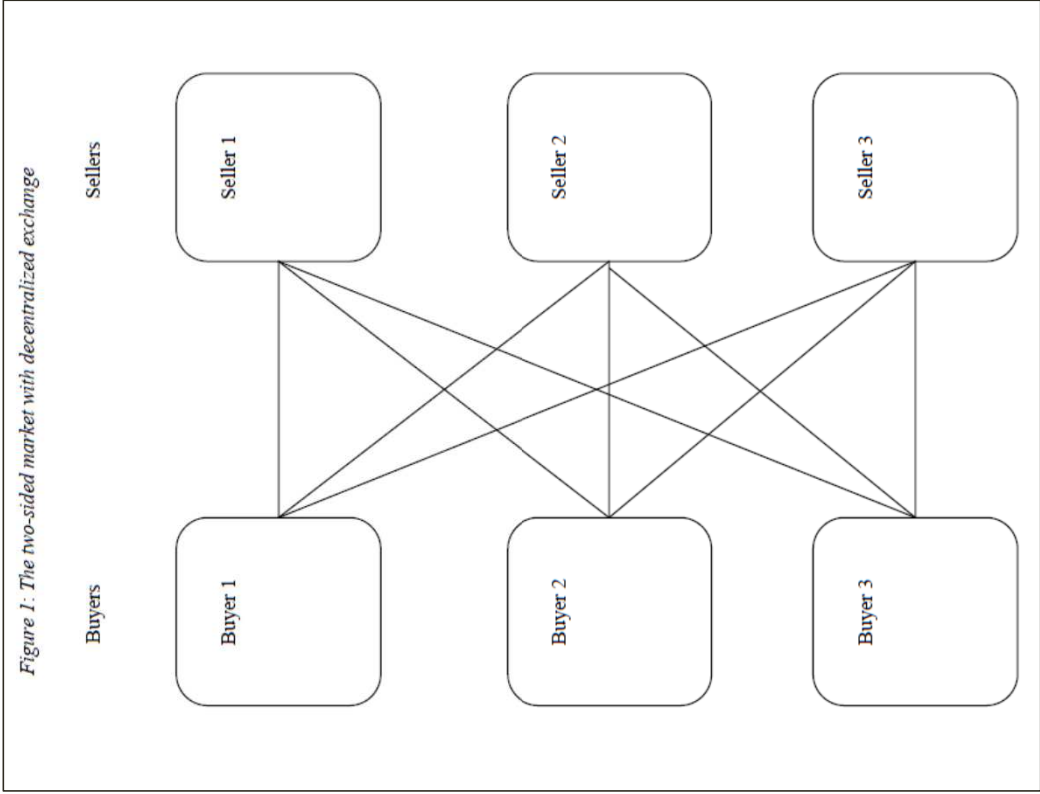 Figure 1: The two-sided market with decentralized exchange
Buyers
Sellers
Buyer 1
Seller 1
Buyer 2
Seller 2
Buyer 3
Seller 3